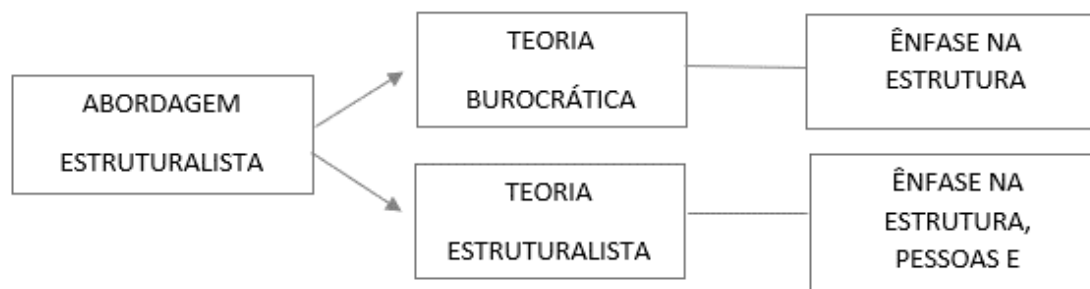 ABORDAGEM
ESTRUTURALISTA
TEORIA
BUROCRÁTICA
ÊNFASE NA
ESTRUTURA
TEORIA
ESTRUTURALISTA
ÊNFASE NA
ESTRUTURA,
PESSOAS E